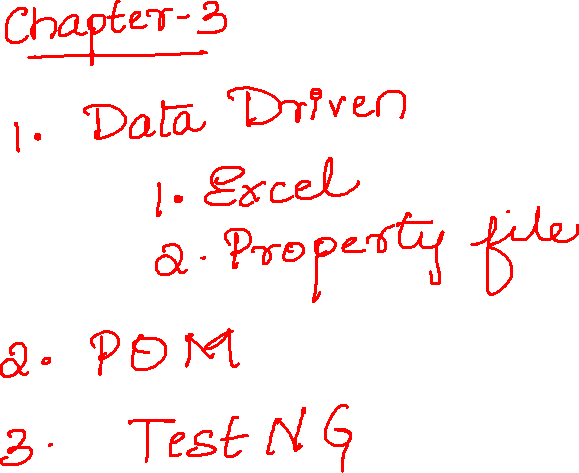 Chapter-3
1. Data Driven
1. Excel
2. Property file
2. POM
3. TestNG